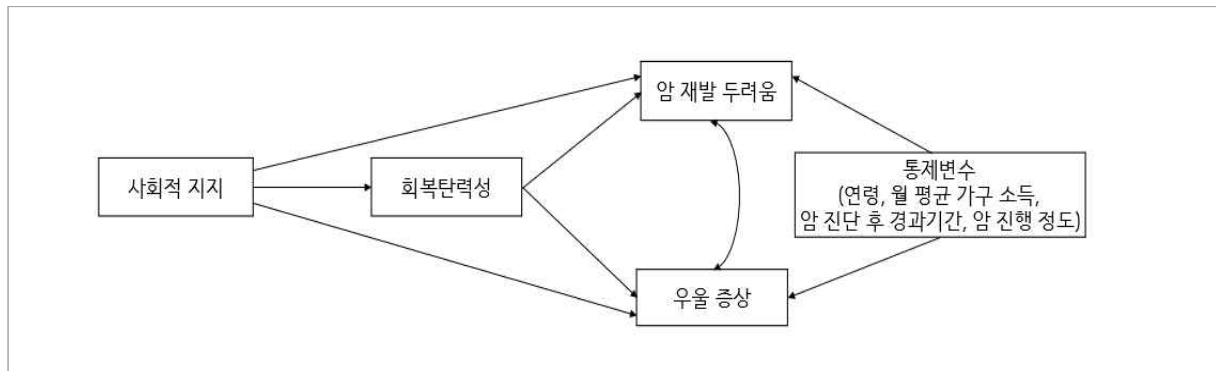 암 재발 두려움
사회적 지지
회복탄력성
통제변수
(연령, 월 평균 가구 소득,
암 진단 후 경과기간, 암 진행 정도)
우울 증상